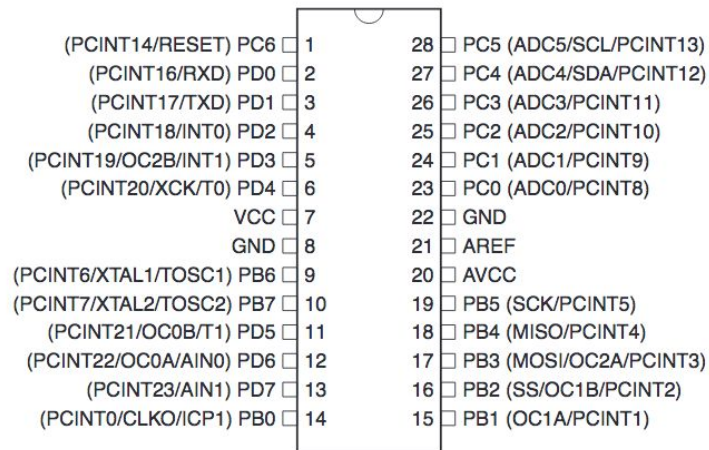 (PCINT14/RESET) PC6 1 28 PC5 (ADC5/SCL/PCINT13)
(PCINT16/RXD) PD0 2 27 PC4 (ADC4/SDA/PCINT12)
(PCINT17/TXD) PD1 3 26 PC3 (ADC3/PCINT11)
(PCINT18/INT0) PD2 4 25 PC2 (ADC2/PCINT10)
(PCINT19/OC2B/INT1) PD3 5 24 PC1 (ADC1/PCINT9)
(PCINT20/XCK/T0) PD4 6 23 PC0 (ADC0/PCINT8)
VCC 7 22 GND
GND 8 21 AREF
(PCINT6/XTAL1/TOSC1) PB6 9 20 AVCC
(PCINT7/XTAL2/TOSC2) PB7 10 19 PB5 (SCK/PCINT5)
(PCINT21/OC0B/T1) PD5 11 18 PB4 (MISO/PCINT4)
(PCINT22/OC0A/AIN0) PD6 12 17 PB3 (MOSI/OC2A/PCINT3)
(PCINT23/AIN1) PD7 13 16 PB2 (SS/OC1B/PCINT2)
(PCINT0/CLKO/ICP1) PB0 14 15 PB1 (OC1A/PCINT1)